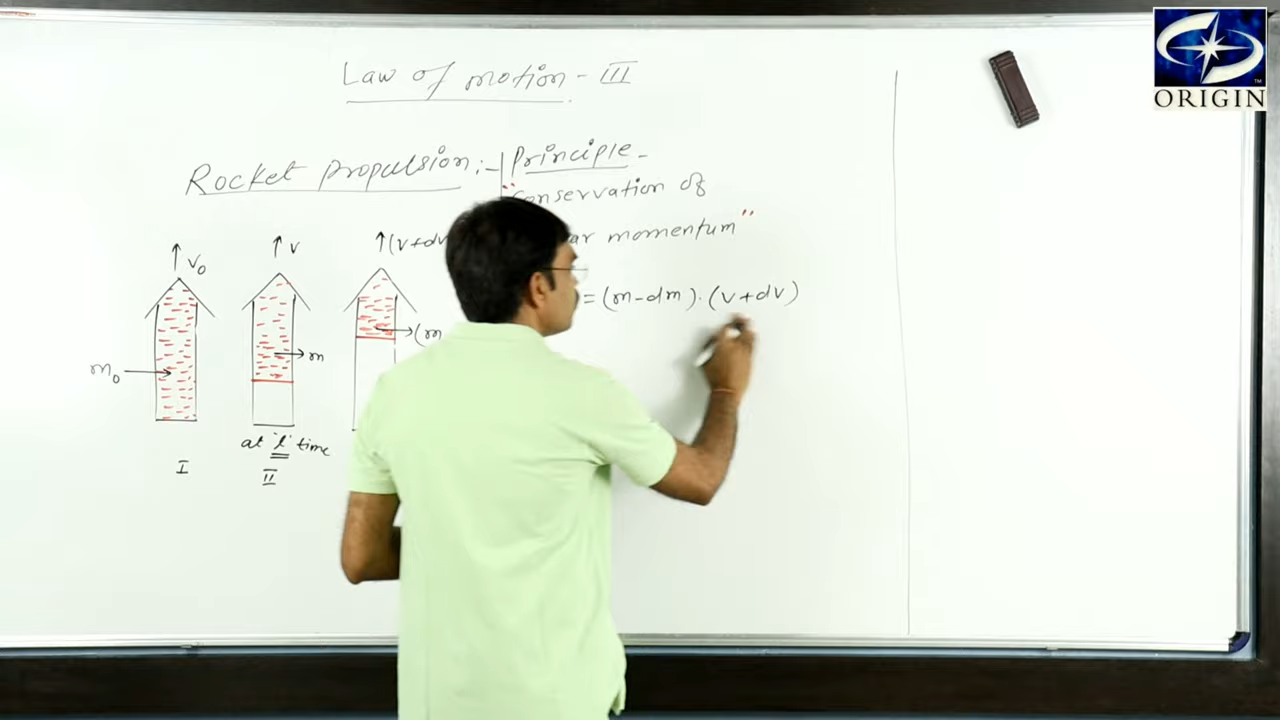 Law of motion - III
Rocket propulsion :- Principle -
"conservation of
momentum"
= (m-dm).(v+dv)
↑ v₀
↑ v
↑ (v+dv
m₀
m
(m
at 't' time
I
II
ORIGIN
TM